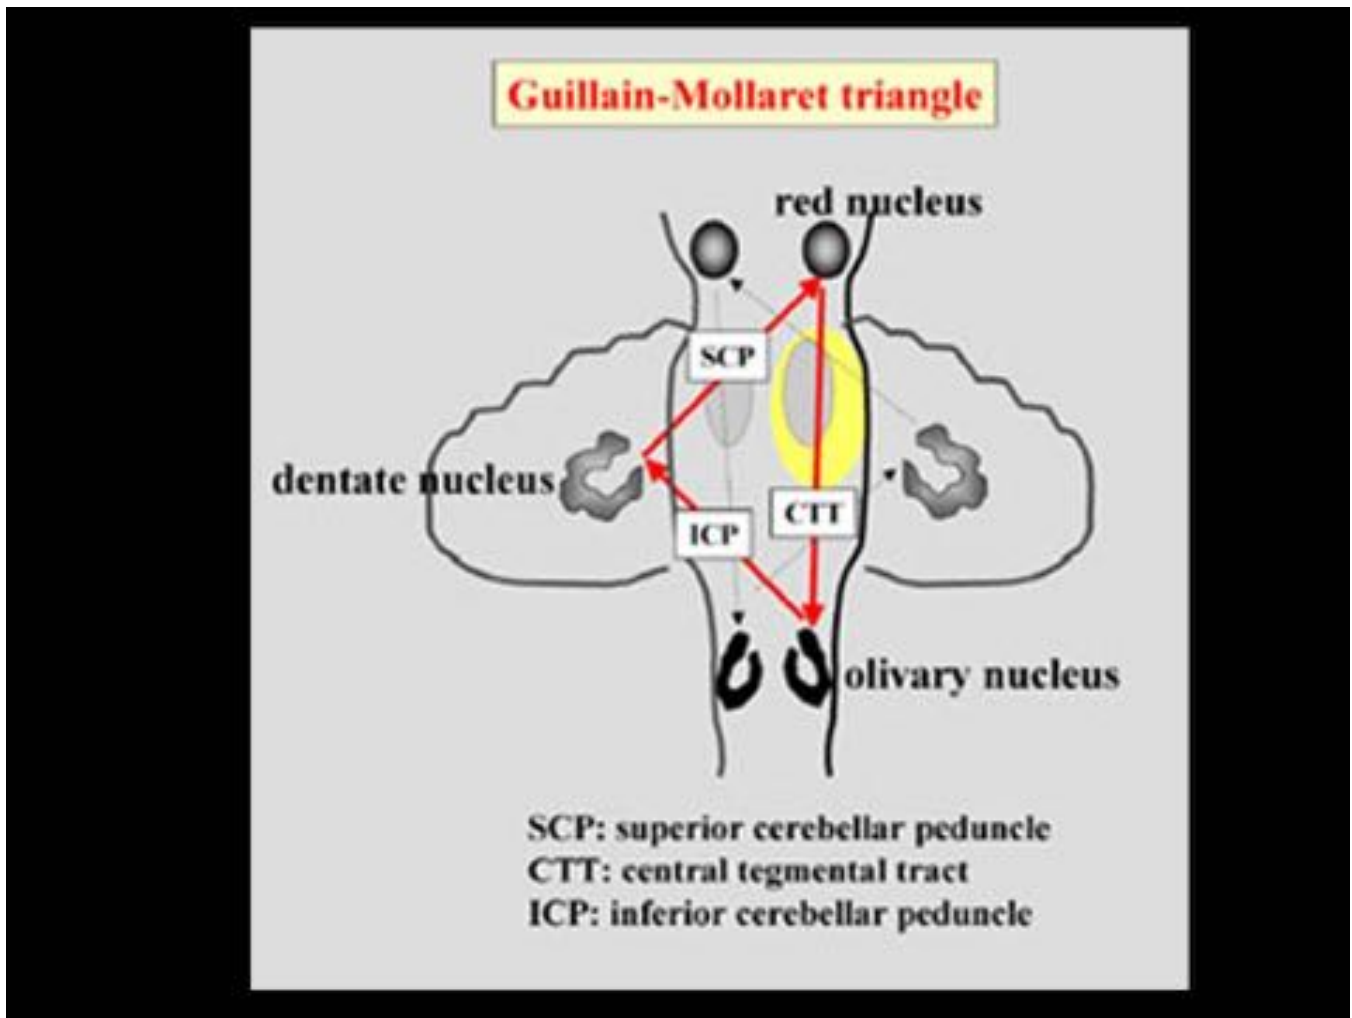 Guillain-Mollaret triangle
red nucleus
SCP
dentate nucleus
CTT
ICP
olivary nucleus
SCP: superior cerebellar peduncle
CTT: central tegmental tract
ICP: inferior cerebellar peduncle